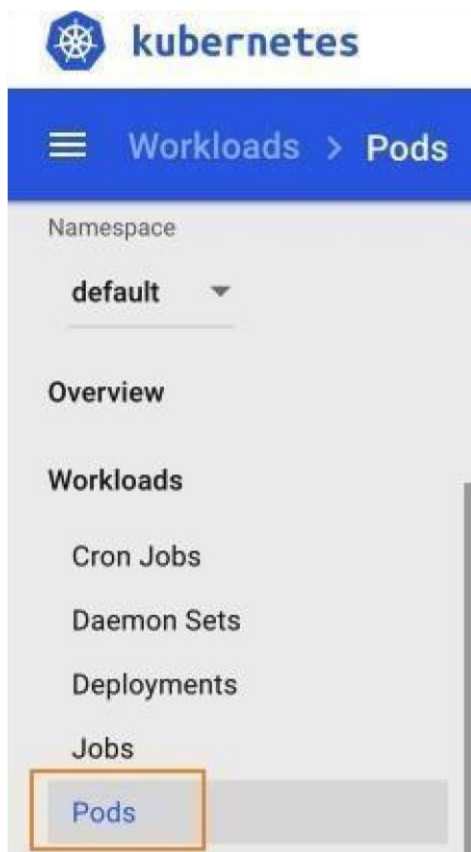 kubernetes
Workloads > Pods
Namespace
default
Overview
Workloads
Cron Jobs
Daemon Sets
Deployments
Jobs
Pods